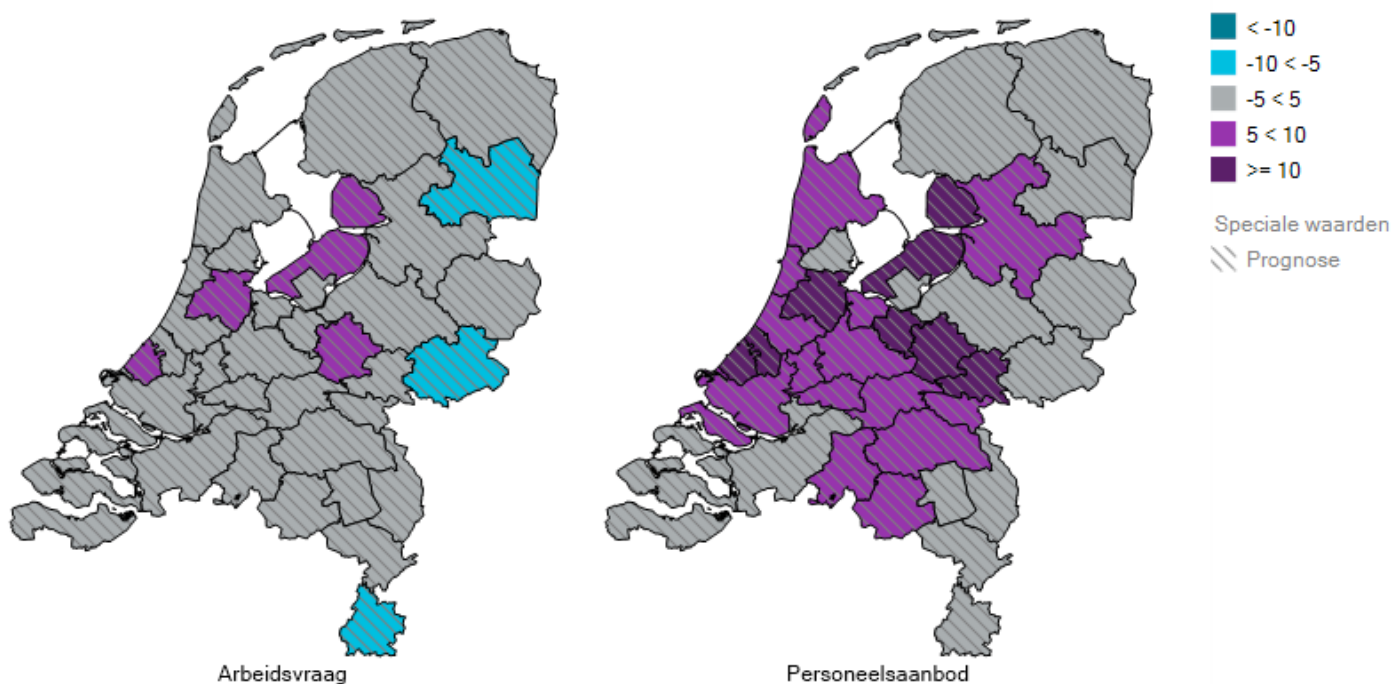 < -10
-10 < -5
-5 < 5
5 < 10
>= 10
Speciale waarden
Prognose
Arbeidsvraag
Personeelsaanbod